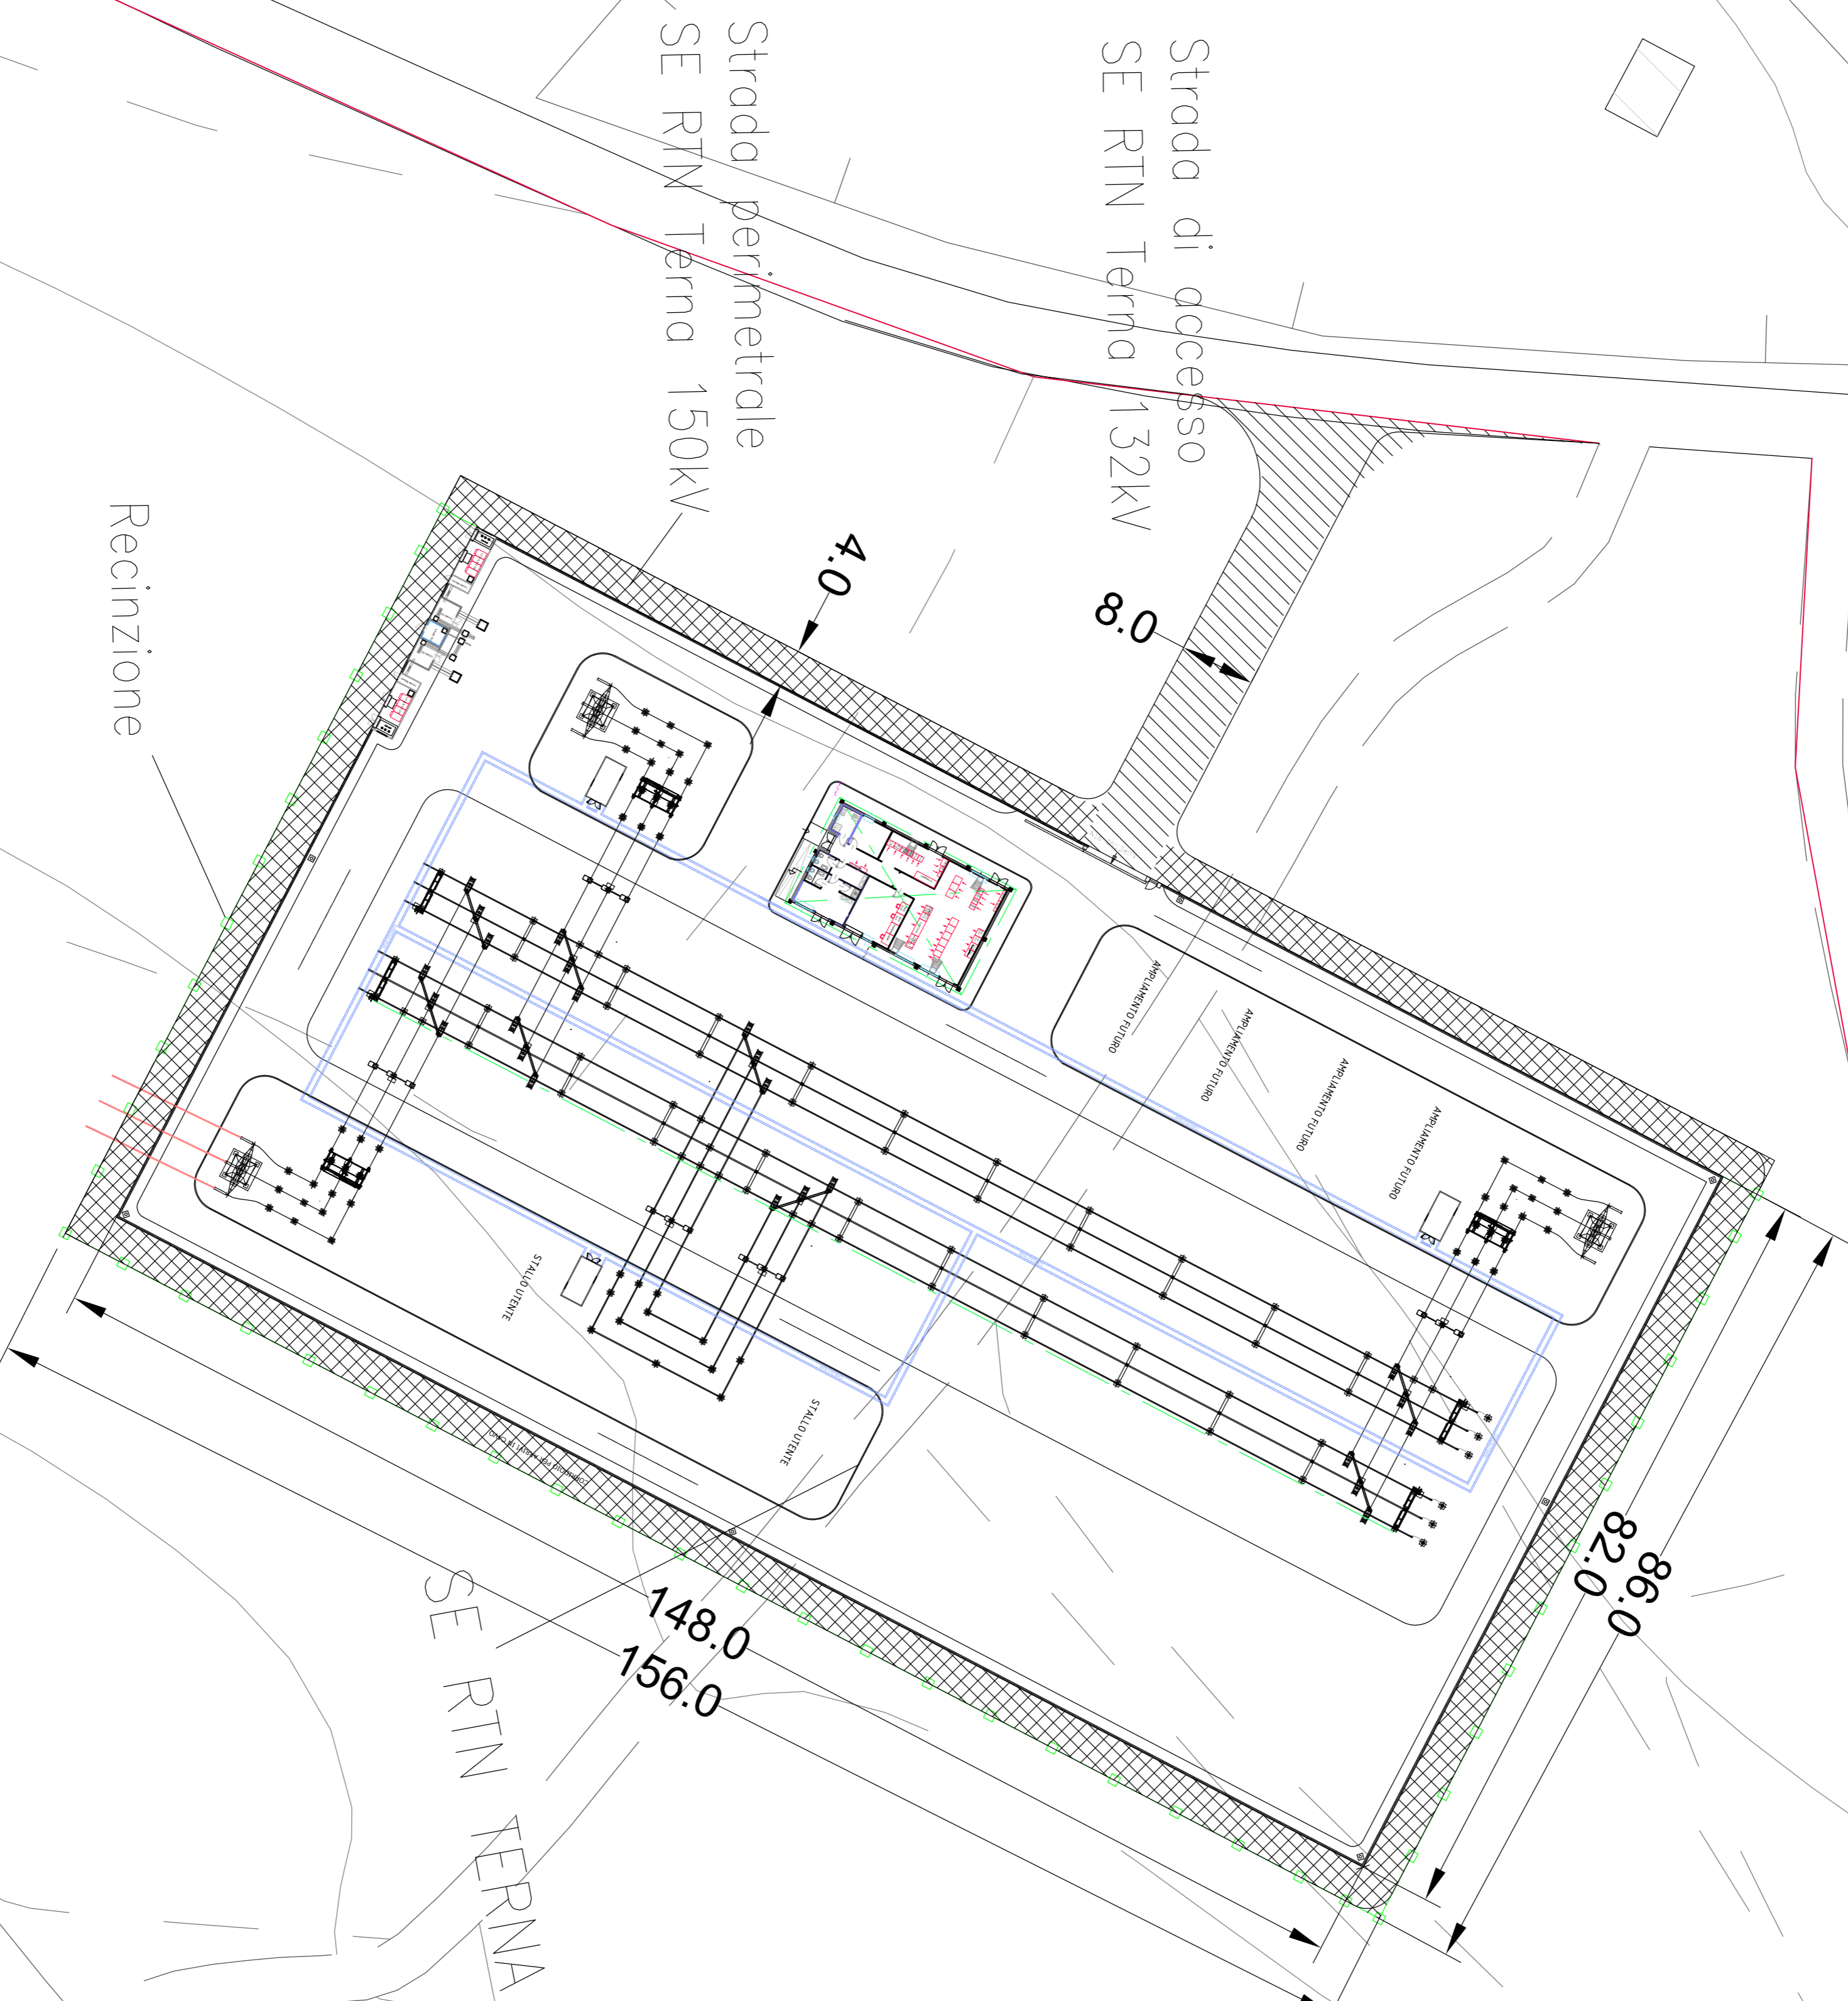 Strada di accesso
SE RTN Terna 132kV
Strada perimetrale
SE RTN Terna 150kV
Recinzione
4.0
8.0
AMPLIAMENTO FUTURO
AMPLIAMENTO FUTURO
AMPLIAMENTO FUTURO
AMPLIAMENTO FUTURO
STALLO UTENTE
STALLO UTENTE
82.0
86.0
148.0
156.0
SE RTN TERNA